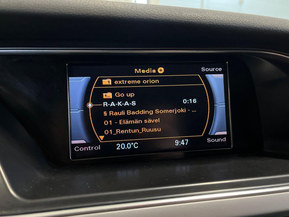 Media
Source
extreme orion
Go up
R-A-K-A-S 0:16
5 Rauli Badding Somerjoki - ...
01 - Elämän sävel
01_Rentun_Ruusu
Control 20.0°C 9:47 Sound